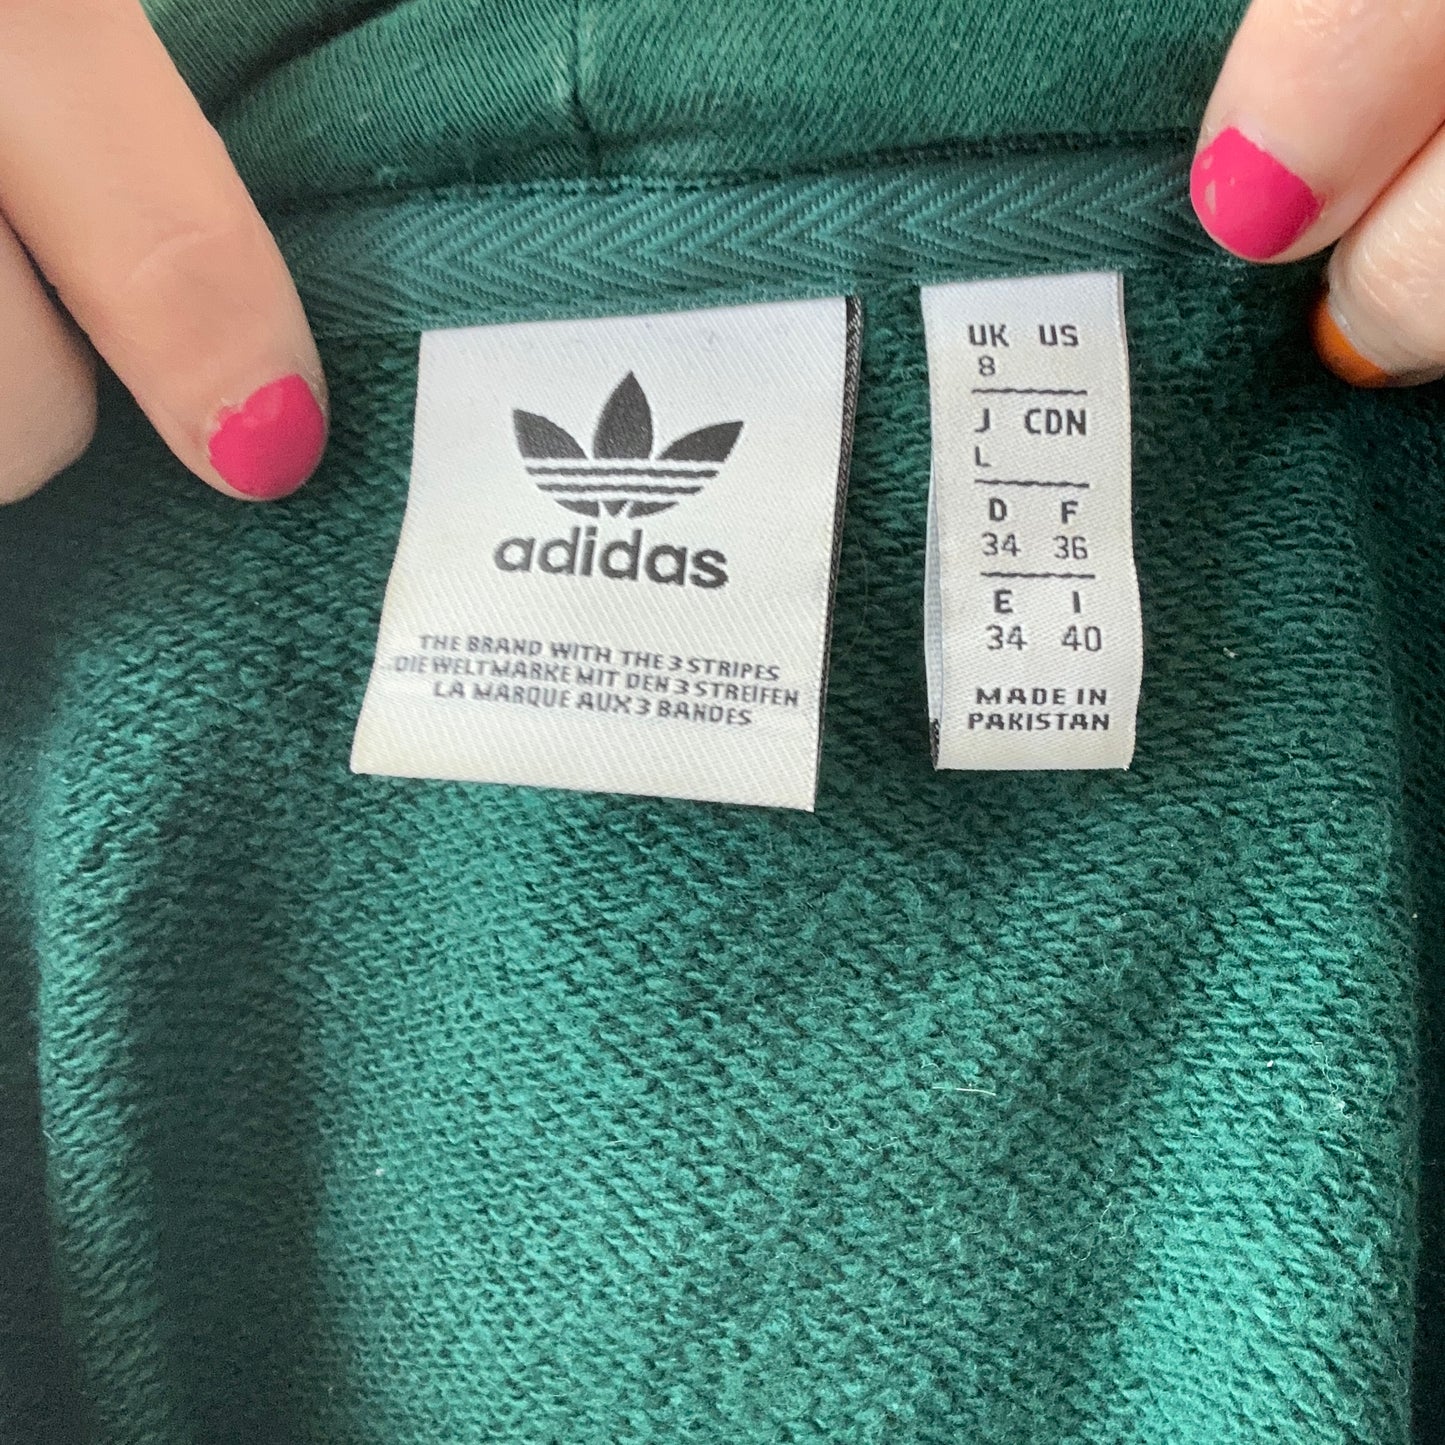 adidas
THE BRAND WITH THE 3 STRIPES
DIE WELTMARKE MIT DEN 3 STREIFEN
LA MARQUE AUX 3 BANDES
UK US
8
J CDN
L
D F
34 36
E I
34 40
MADE IN
PAKISTAN